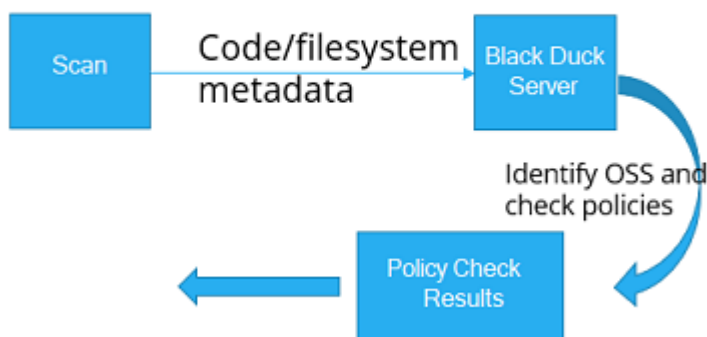 Scan
Code/filesystem
metadata
Black Duck
Server
Identify OSS and
check policies
Policy Check
Results